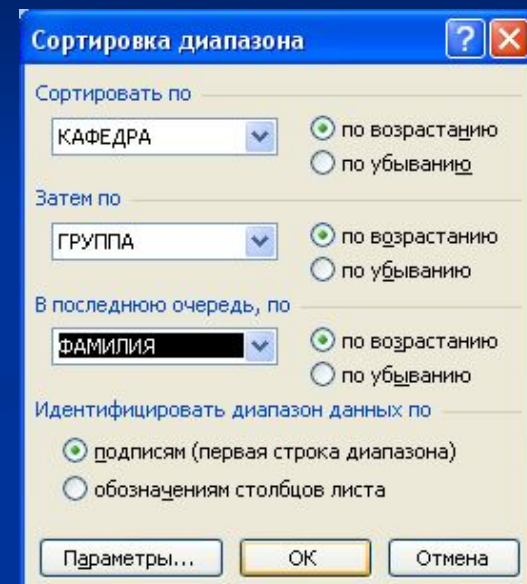 Сортировка диапазона
Сортировать по
КАФЕДРА
по возрастанию
по убыванию
Затем по
ГРУППА
по возрастанию
по убыванию
В последнюю очередь, по
ФАМИЛИЯ
по возрастанию
по убыванию
Идентифицировать диапазон данных по
подписям (первая строка диапазона)
обозначениям столбцов листа
Параметры... ОК Отмена